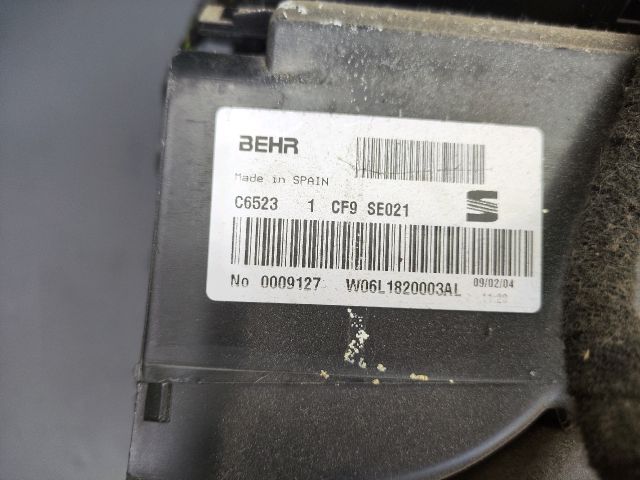 BEHR
Made in SPAIN
C6523 1 CF9 SE021
No 0009127 W06L1820003AL 09/02/04